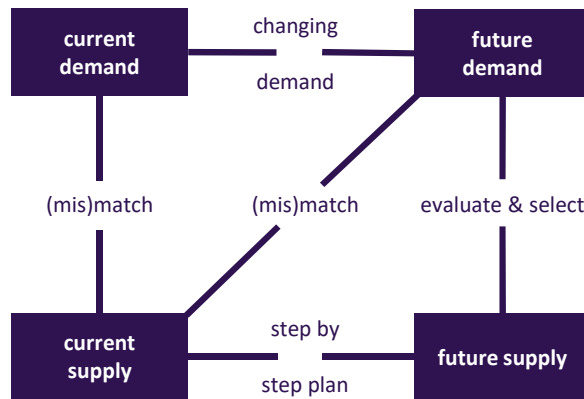 current
demand
changing
demand
future
demand
(mis)match
(mis)match
evaluate & select
current
supply
step by
step plan
future supply